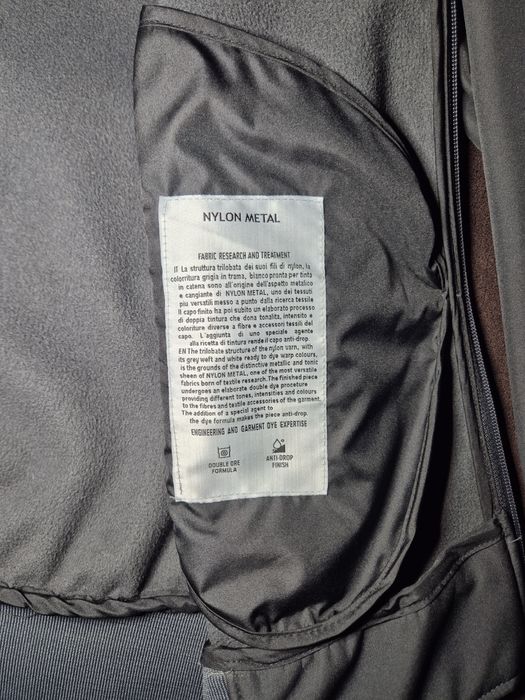 NYLON METAL
FABRIC RESEARCH AND TREATMENT
IT La struttura trilobata dei suoi fili di nylon, la
colorritura grigia in trama, bianco pronta per tinta
in catena sono all'origine dell'aspetto metalico
e cangiante di NYLON METAL, uno dei tessuti
piu versatili messo a punto dalla ricerca tessile
Il capo finito ha poi subito un elaborato processo
di doppia tintura che dona tonalita, intensito e
coloriture diverse a fibre e accessori tessili del
capo. L'aggunta di uno speciale agente
alla ricetta di tintura rende il capo anti-drop.
EN The trilobate structure of the nylon yarn, with
its grey weft and white ready to dye warp colours,
is the grounds of the distinctive metallic and tonic
sheen of NYLON METAL, one of the most versatile
fabrics born of textile research. The finished piece
undergoes an elaborate double dye procedure
providing different tones, intensities and colours
to the fibres and textile accessories of the garment.
The addition of a special agent to
the dye formula makes the piece anti-drop.
ENGINEERING AND GARMENT DYE EXPERTISE
DOUBLE DRE
FORMULA
ANTI-DROP
FINISH